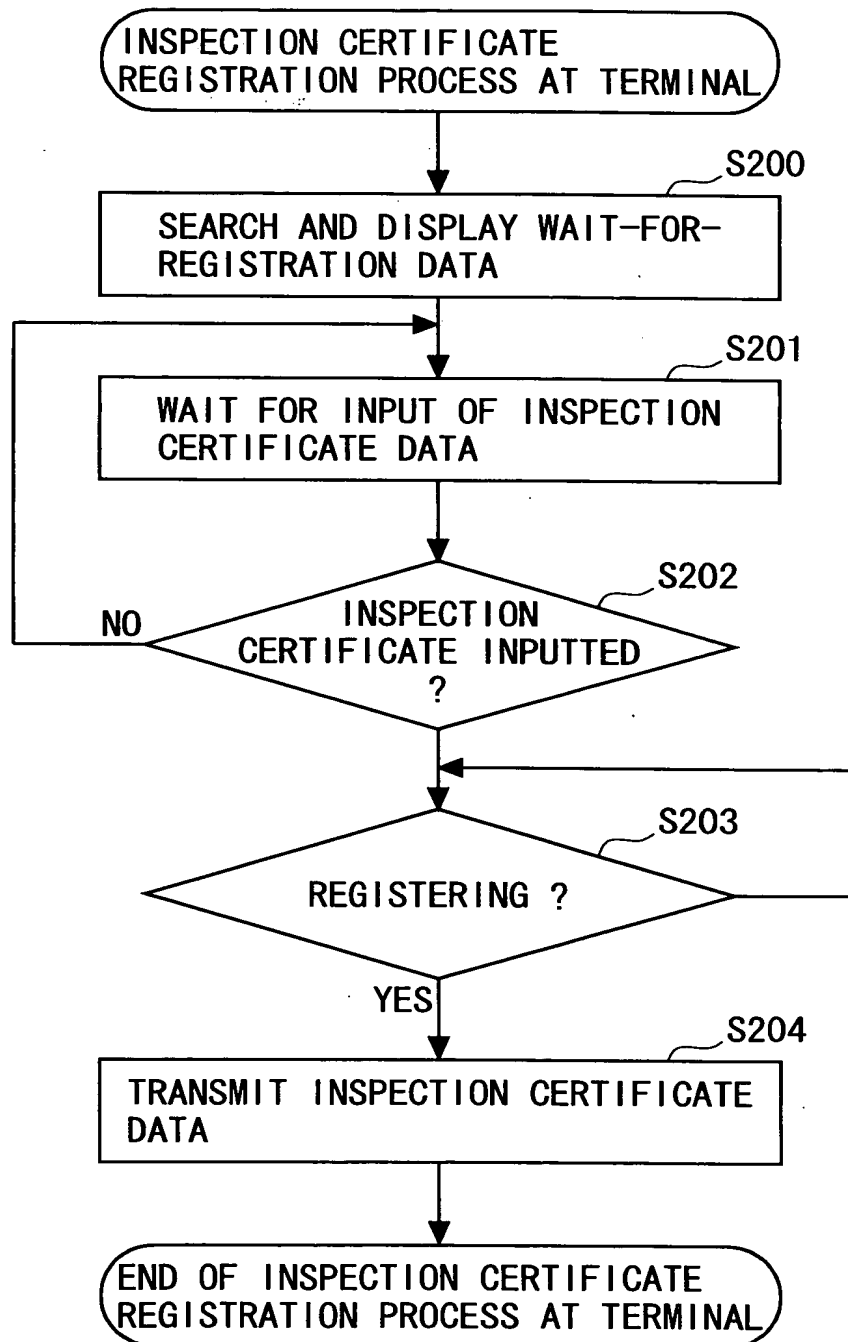 INSPECTION CERTIFICATE
REGISTRATION PROCESS AT TERMINAL
S200
SEARCH AND DISPLAY WAIT-FOR-
REGISTRATION DATA
S201
WAIT FOR INPUT OF INSPECTION
CERTIFICATE DATA
S202
INSPECTION
CERTIFICATE INPUTTED
?
NO
S203
REGISTERING ?
YES
S204
TRANSMIT INSPECTION CERTIFICATE
DATA
END OF INSPECTION CERTIFICATE
REGISTRATION PROCESS AT TERMINAL